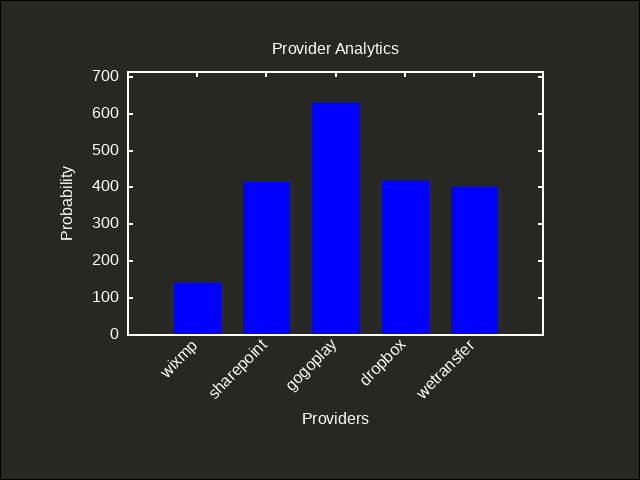 Provider Analytics
700
600
500
400
300
200
100
0
Probability
wixmp
sharepoint
gogoplay
dropbox
wetransfer
Providers